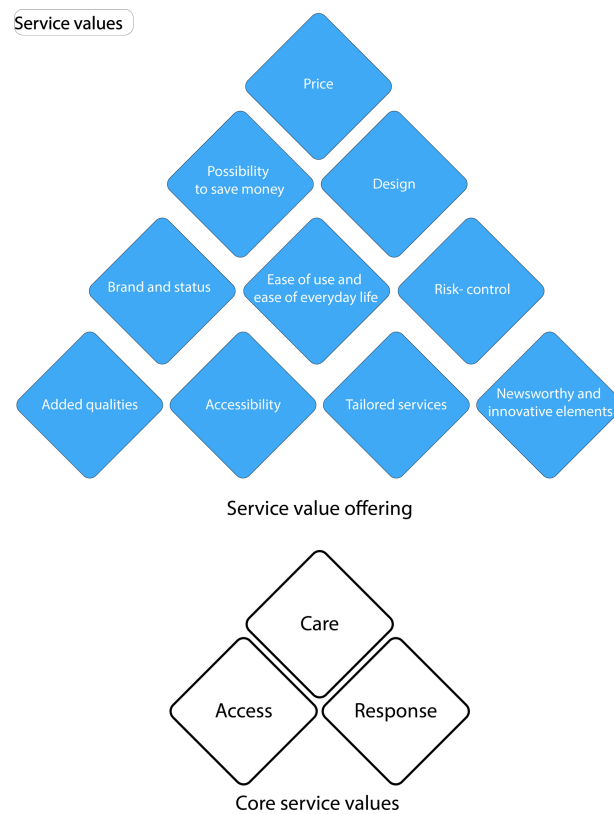 Service values
Price
Possibility
to save money
Design
Brand and status
Ease of use and
ease of everyday life
Risk- control
Added qualities
Accessibility
Tailored services
Newsworthy and
innovative elements
Service value offering
Care
Access
Response
Core service values